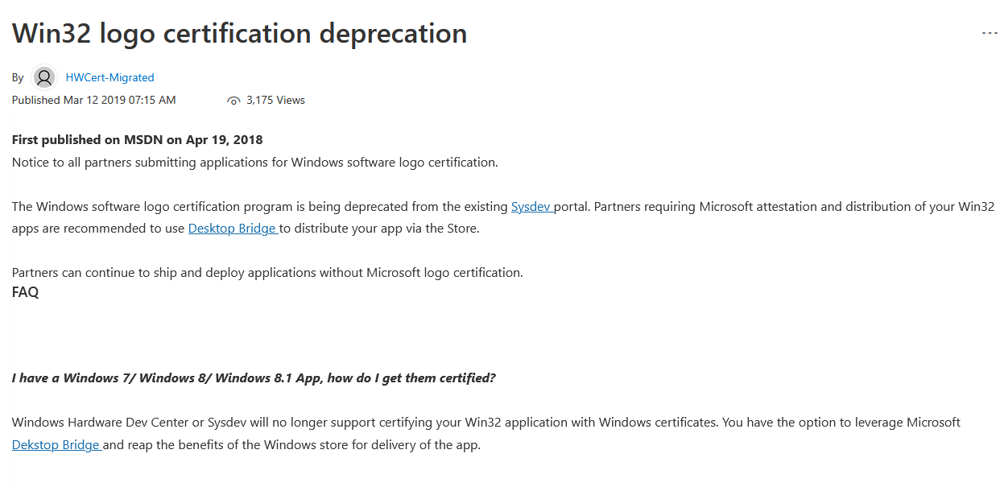 Win32 logo certification deprecation
By HWCert-Migrated
Published Mar 12 2019 07:15 AM 3,175 Views
First published on MSDN on Apr 19, 2018
Notice to all partners submitting applications for Windows software logo certification.
The Windows software logo certification program is being deprecated from the existing Sysdev portal. Partners requiring Microsoft attestation and distribution of your Win32
apps are recommended to use Desktop Bridge to distribute your app via the Store.
Partners can continue to ship and deploy applications without Microsoft logo certification.
FAQ
I have a Windows 7/ Windows 8/ Windows 8.1 App, how do I get them certified?
Windows Hardware Dev Center or Sysdev will no longer support certifying your Win32 application with Windows certificates. You have the option to leverage Microsoft
Dekstop Bridge and reap the benefits of the Windows store for delivery of the app.